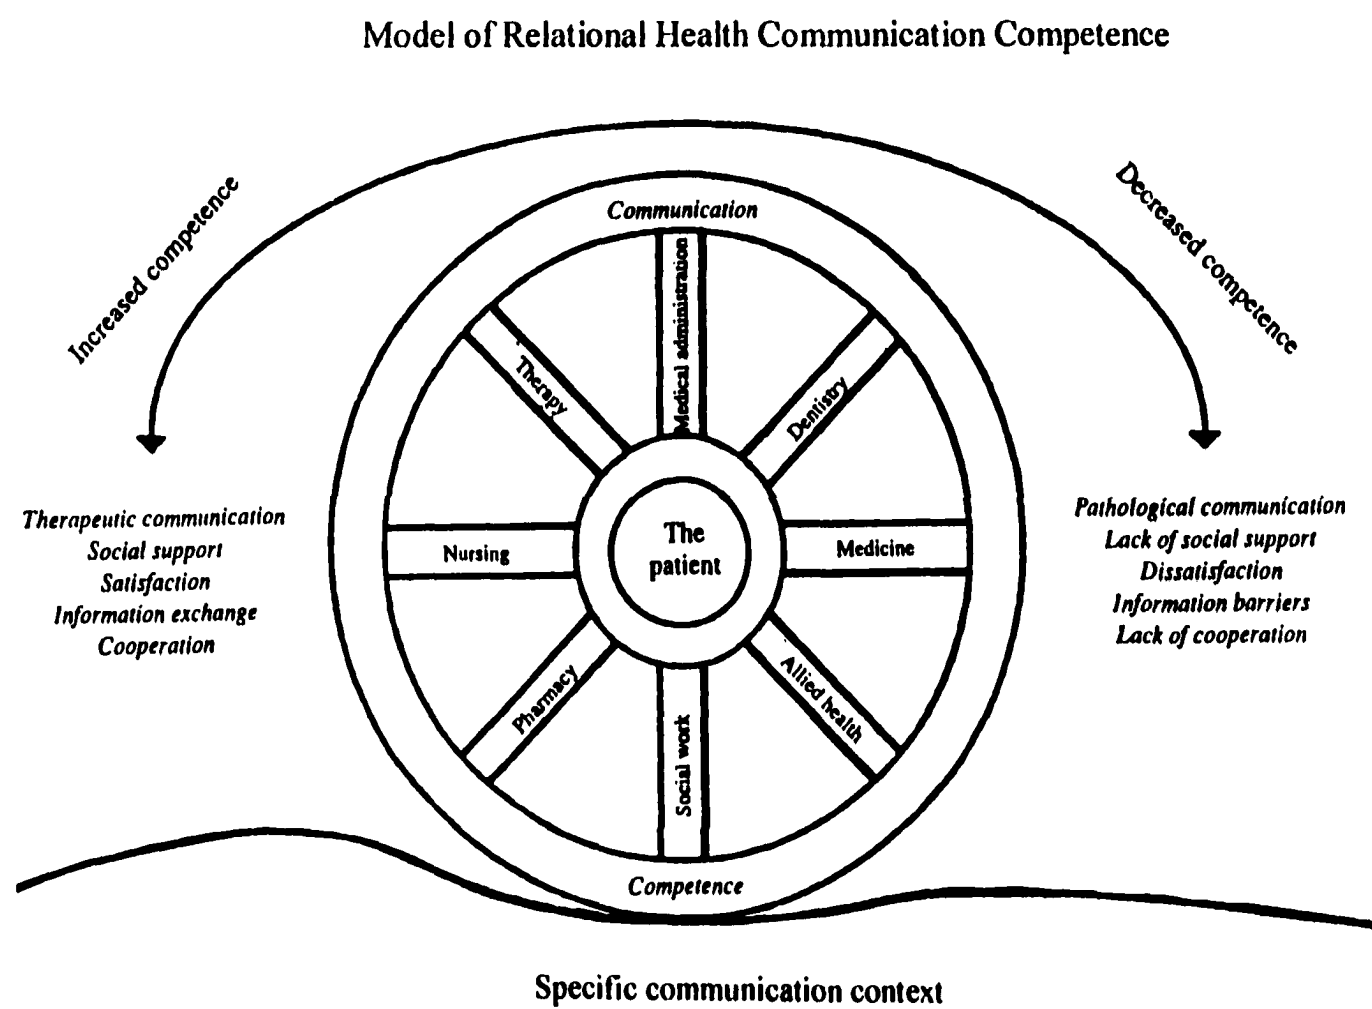 Model of Relational Health Communication Competence
Increased competence
Decreased competence
Communication
Medical administration
Therapy
Dentistry
Nursing
The
patient
Medicine
Pharmacy
Social work
Allied health
Competence
Therapeutic communication
Social support
Satisfaction
Information exchange
Cooperation
Pathological communication
Lack of social support
Dissatisfaction
Information barriers
Lack of cooperation
Specific communication context